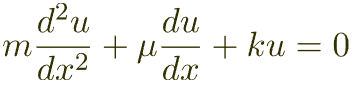 m\frac{d^2u}{dx^2} + \mu\frac{du}{dx} + ku = 0